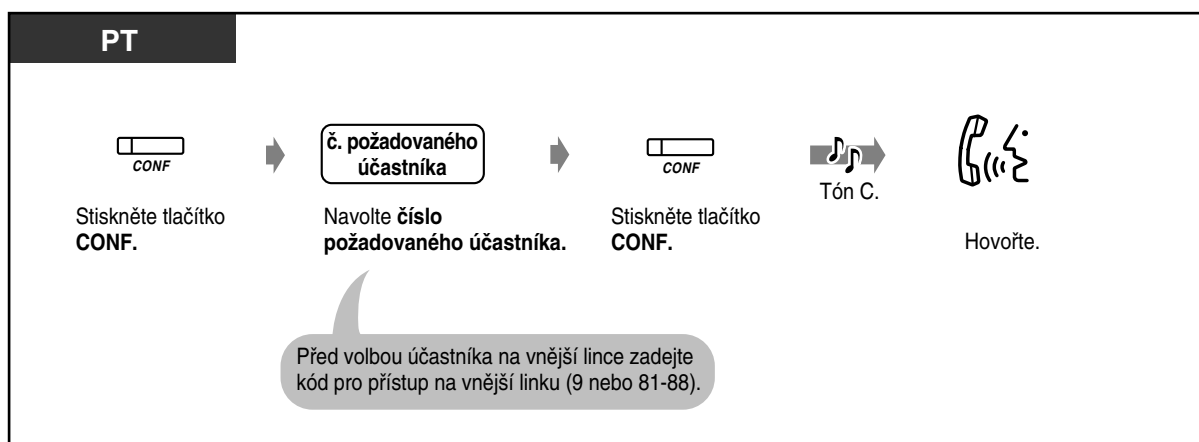 PT
CONF
č. požadovaného
účastníka
CONF
Tón C.
Stiskněte tlačítko
CONF.
Navolte číslo
požadovaného účastníka.
Stiskněte tlačítko
CONF.
Hovořte.
Před volbou účastníka na vnější lince zadejte
kód pro přístup na vnější linku (9 nebo 81-88).